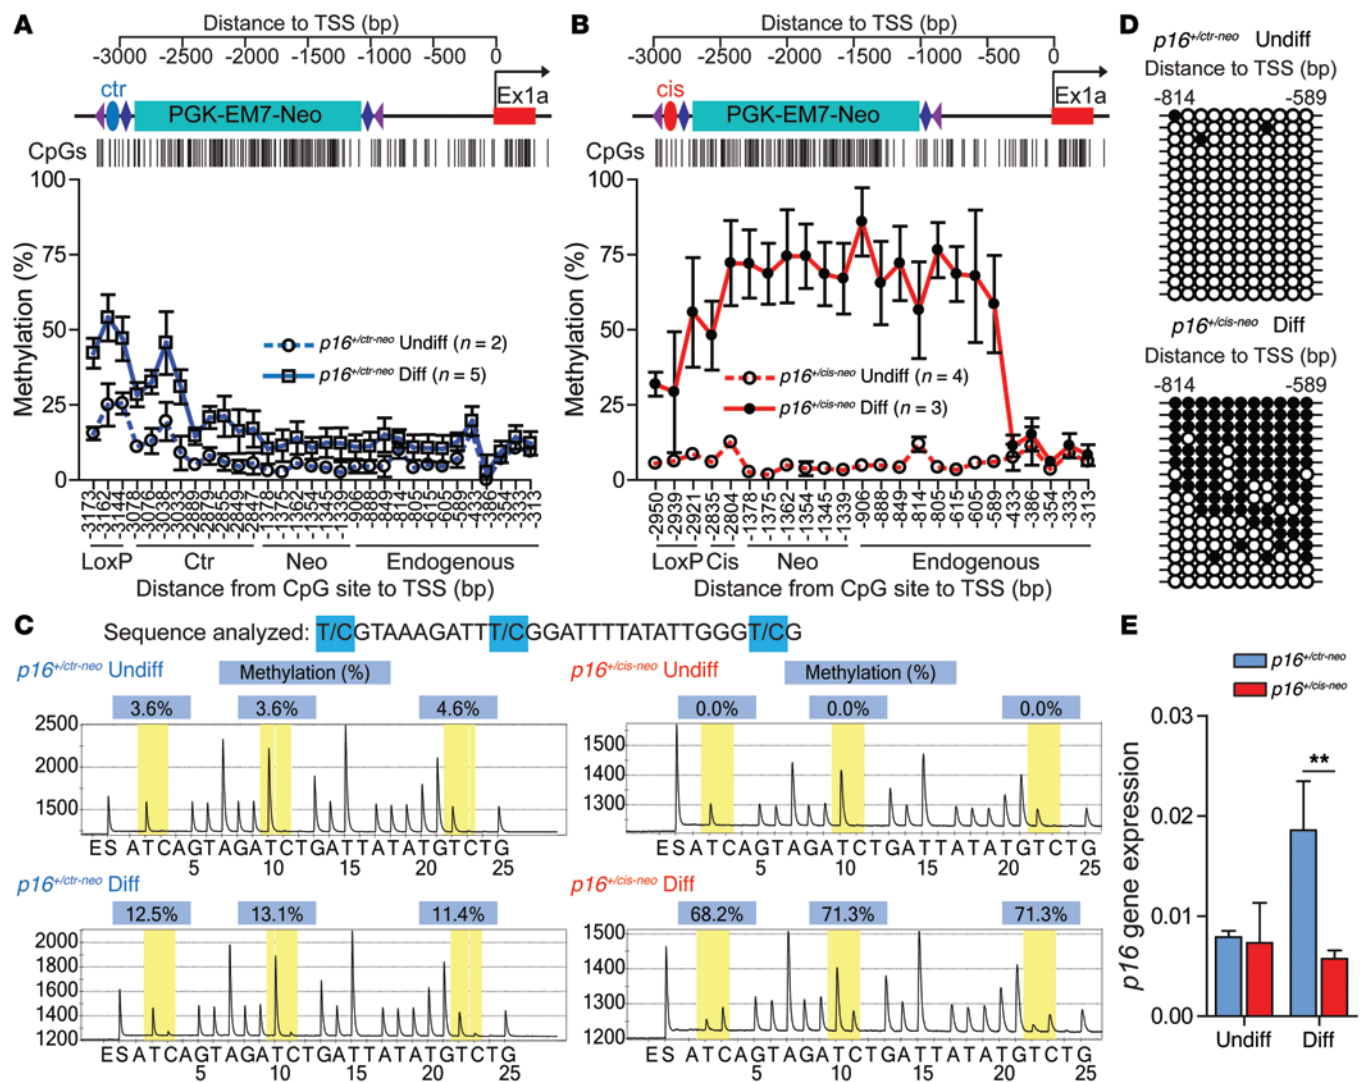 A
Distance to TSS (bp)
-3000 -2500 -2000 -1500 -1000 -500 0
ctr
PGK-EM7-Neo
Ex1a
CpGs
Methylation (%)
100
75
50
25
0
p16+/ctr-neo Undiff (n = 2)
p16+/ctr-neo Diff (n = 5)
-3173 -3162 -3144 -3078 -3076 -3038 -3033 -2889 -2879 -2855 -2849 -2847 -1378 -1375 -1362 -1354 -1345 -1339 -906 -888 -849 -814 -805 -615 -605 -589 -433 -386 -354 -333 -313
LoxP Ctr Neo Endogenous
Distance from CpG site to TSS (bp)
B
Distance to TSS (bp)
-3000 -2500 -2000 -1500 -1000 -500 0
cis
PGK-EM7-Neo
Ex1a
CpGs
Methylation (%)
100
75
50
25
0
p16+/cis-neo Undiff (n = 4)
p16+/cis-neo Diff (n = 3)
-2950 -2939 -2921 -2835 -2804 -1378 -1375 -1362 -1354 -1345 -1339 -906 -888 -849 -814 -805 -615 -605 -589 -433 -386 -354 -333 -313
LoxP Cis Neo Endogenous
Distance from CpG site to TSS (bp)
D
p16+/ctr-neo Undiff
Distance to TSS (bp)
-814 -589
p16+/cis-neo Diff
Distance to TSS (bp)
-814 -589
C
Sequence analyzed: T/CGTAAAGATTT/CGGATTTTATATTGGGT/CG
p16+/ctr-neo Undiff
Methylation (%)
3.6% 3.6% 4.6%
2500
2000
1500
E S A T C A G T A G A T C T G A T T A T A T G T C T G
5 10 15 20 25
p16+/cis-neo Undiff
Methylation (%)
0.0% 0.0% 0.0%
1500
1400
1300
E S A T C A G T A G A T C T G A T T A T A T G T C T G
5 10 15 20 25
p16+/ctr-neo Diff
12.5% 13.1% 11.4%
2000
1800
1600
1400
1200
E S A T C A G T A G A T C T G A T T A T A T G T C T G
5 10 15 20 25
p16+/cis-neo Diff
68.2% 71.3% 71.3%
1500
1400
1300
1200
E S A T C A G T A G A T C T G A T T A T A T G T C T G
5 10 15 20 25
E
p16+/ctr-neo
p16+/cis-neo
p16 gene expression
0.03
0.02
0.01
0.00
**
Undiff Diff